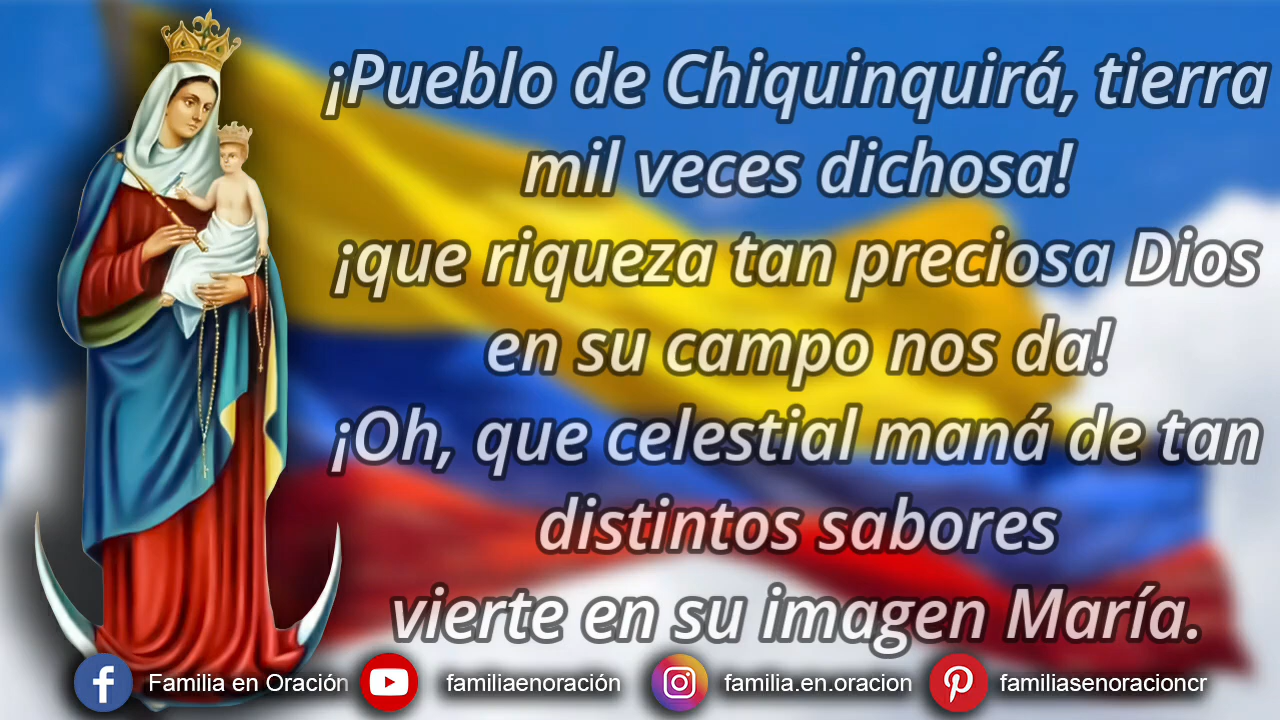 ¡Pueblo de Chiquinquirá, tierra
mil veces dichosa!
¡que riqueza tan preciosa Dios
en su campo nos da!
¡Oh, que celestial maná de tan
distintos sabores
vierte en su imagen María.
Familia en Oración familiaenoración familia.en.oracion familiasenoracioncr